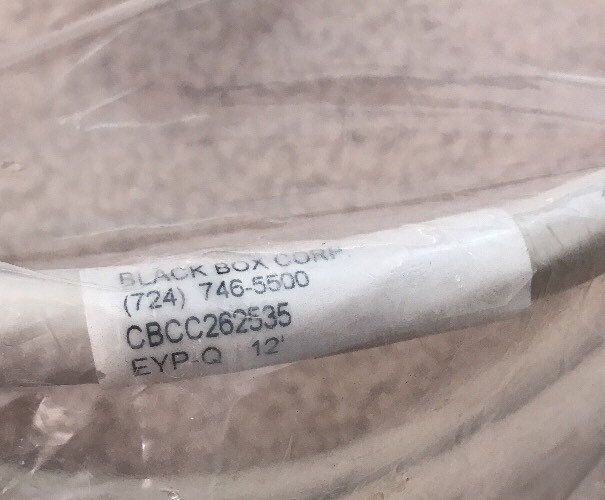 BLACK BOX CORP
(724) 746-5500
CBCC262535
EYP-Q 12'